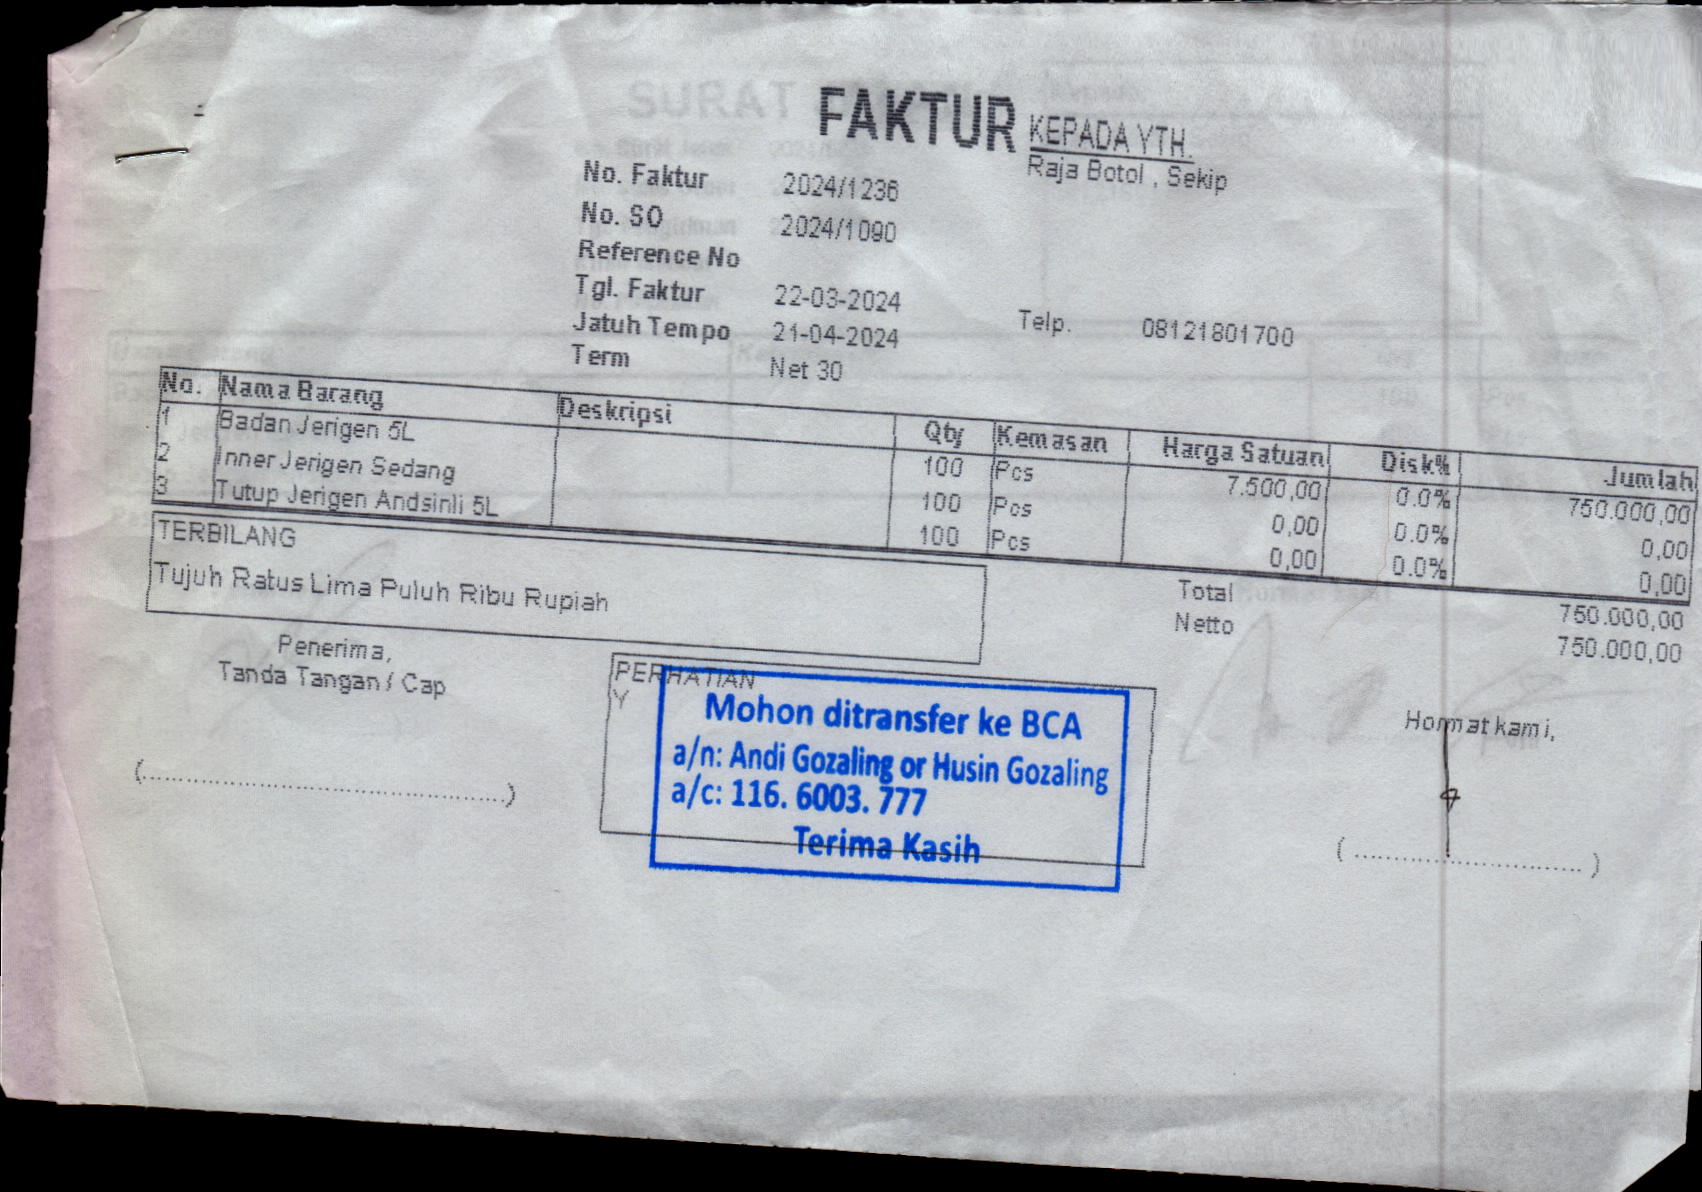 FAKTUR
KEPADA YTH.
Raja Botol , Sekip
No. Faktur 2024/1236
No. SO 2024/1090
Reference No
Tgl. Faktur 22-03-2024
Jatuh Tempo 21-04-2024
Telp. 08121801700
Term Net 30
No. Nama Barang Deskripsi Qty Kemasan Harga Satuan Disk% Jumlah
1 Badan Jerigen 5L 100 Pcs 7.500,00 0.0% 750.000,00
2 Inner Jerigen Sedang 100 Pcs 0,00 0.0% 0,00
3 Tutup Jerigen Andsinli 5L 100 Pcs 0,00 0.0% 0,00
TERBILANG
Tujuh Ratus Lima Puluh Ribu Rupiah
Total 750.000,00
Netto 750.000,00
Penerima,
Tanda Tangan / Cap
(....................................................)
PERHATIAN
Y
Mohon ditransfer ke BCA
a/n: Andi Gozaling or Husin Gozaling
a/c: 116. 6003. 777
Terima Kasih
Hormat kami,
( .................................. )